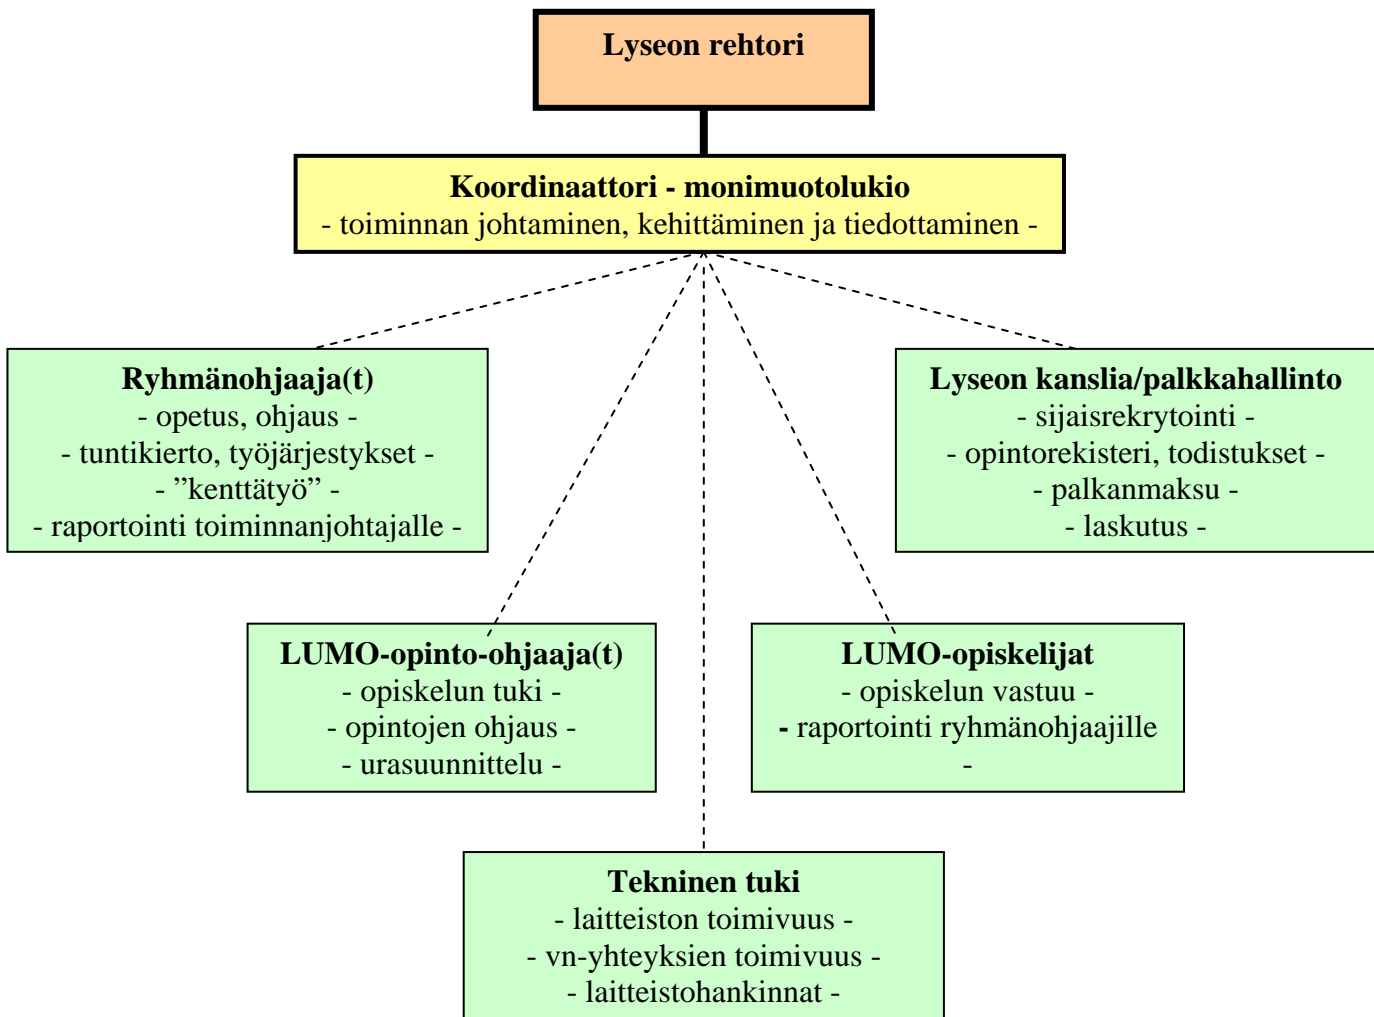 Lyseon rehtori
Koordinaattori - monimuotolukio
- toiminnan johtaminen, kehittäminen ja tiedottaminen -
Ryhmänohjaaja(t)
- opetus, ohjaus -
- tuntikierto, työjärjestykset -
- ”kenttätyö” -
- raportointi toiminnanjohtajalle -
Lyseon kanslia/palkkahallinto
- sijaisrekrytointi -
- opintorekisteri, todistukset -
- palkanmaksu -
- laskutus -
LUMO-opinto-ohjaaja(t)
- opiskelun tuki -
- opintojen ohjaus -
- urasuunnittelu -
LUMO-opiskelijat
- opiskelun vastuu -
- raportointi ryhmänohjaajille
-
Tekninen tuki
- laitteiston toimivuus -
- vn-yhteyksien toimivuus -
- laitteistohankinnat -